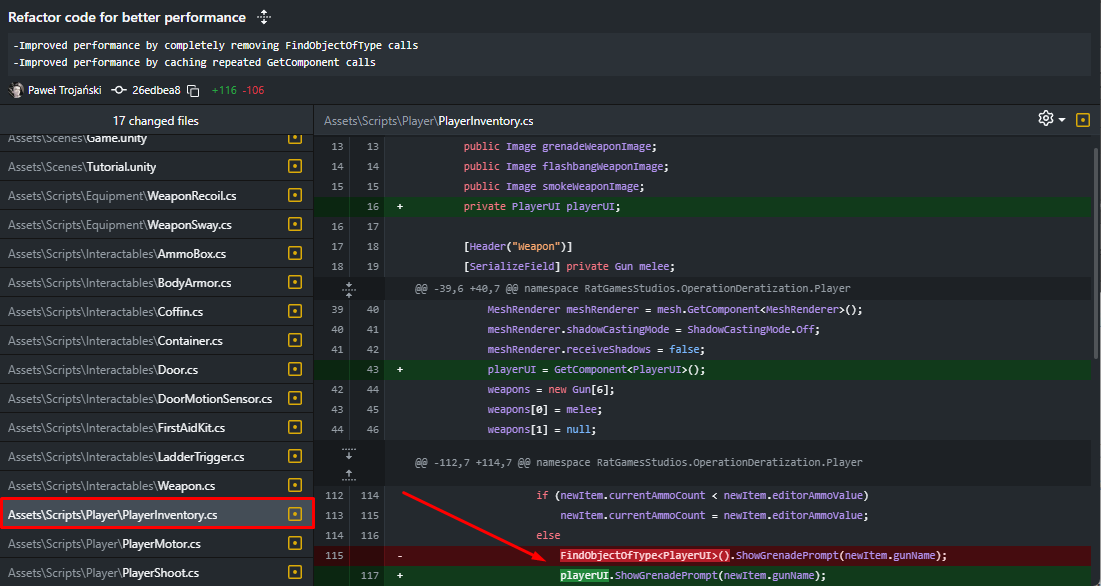 Refactor code for better performance
-Improved performance by completely removing FindObjectOfType calls
-Improved performance by caching repeated GetComponent calls
Paweł Trojański 26edbea8 +116 -106
17 changed files
Assets\Scenes\Game.unity
Assets\Scenes\Tutorial.unity
Assets\Scripts\Equipment\WeaponRecoil.cs
Assets\Scripts\Equipment\WeaponSway.cs
Assets\Scripts\Interactables\AmmoBox.cs
Assets\Scripts\Interactables\BodyArmor.cs
Assets\Scripts\Interactables\Coffin.cs
Assets\Scripts\Interactables\Container.cs
Assets\Scripts\Interactables\Door.cs
Assets\Scripts\Interactables\DoorMotionSensor.cs
Assets\Scripts\Interactables\FirstAidKit.cs
Assets\Scripts\Interactables\LadderTrigger.cs
Assets\Scripts\Interactables\Weapon.cs
Assets\Scripts\Player\PlayerInventory.cs
Assets\Scripts\Player\PlayerMotor.cs
Assets\Scripts\Player\PlayerShoot.cs
Assets\Scripts\Player\PlayerInventory.cs
13 13 public Image grenadeWeaponImage;
14 14 public Image flashbangWeaponImage;
15 15 public Image smokeWeaponImage;
16 + private PlayerUI playerUI;
16 17
17 18 [Header("Weapon")]
18 19 [SerializeField] private Gun melee;
@@ -39,6 +40,7 @@ namespace RatGamesStudios.OperationDeratization.Player
39 40 MeshRenderer meshRenderer = mesh.GetComponent<MeshRenderer>();
40 41 meshRenderer.shadowCastingMode = ShadowCastingMode.Off;
41 42 meshRenderer.receiveShadows = false;
43 + playerUI = GetComponent<PlayerUI>();
42 44 weapons = new Gun[6];
43 45 weapons[0] = melee;
44 46 weapons[1] = null;
@@ -112,7 +114,7 @@ namespace RatGamesStudios.OperationDeratization.Player
112 114 if (newItem.currentAmmoCount < newItem.editorAmmoValue)
113 115 newItem.currentAmmoCount = newItem.editorAmmoValue;
114 116 else
115 - FindObjectOfType<PlayerUI>().ShowGrenadePrompt(newItem.gunName);
117 + playerUI.ShowGrenadePrompt(newItem.gunName);